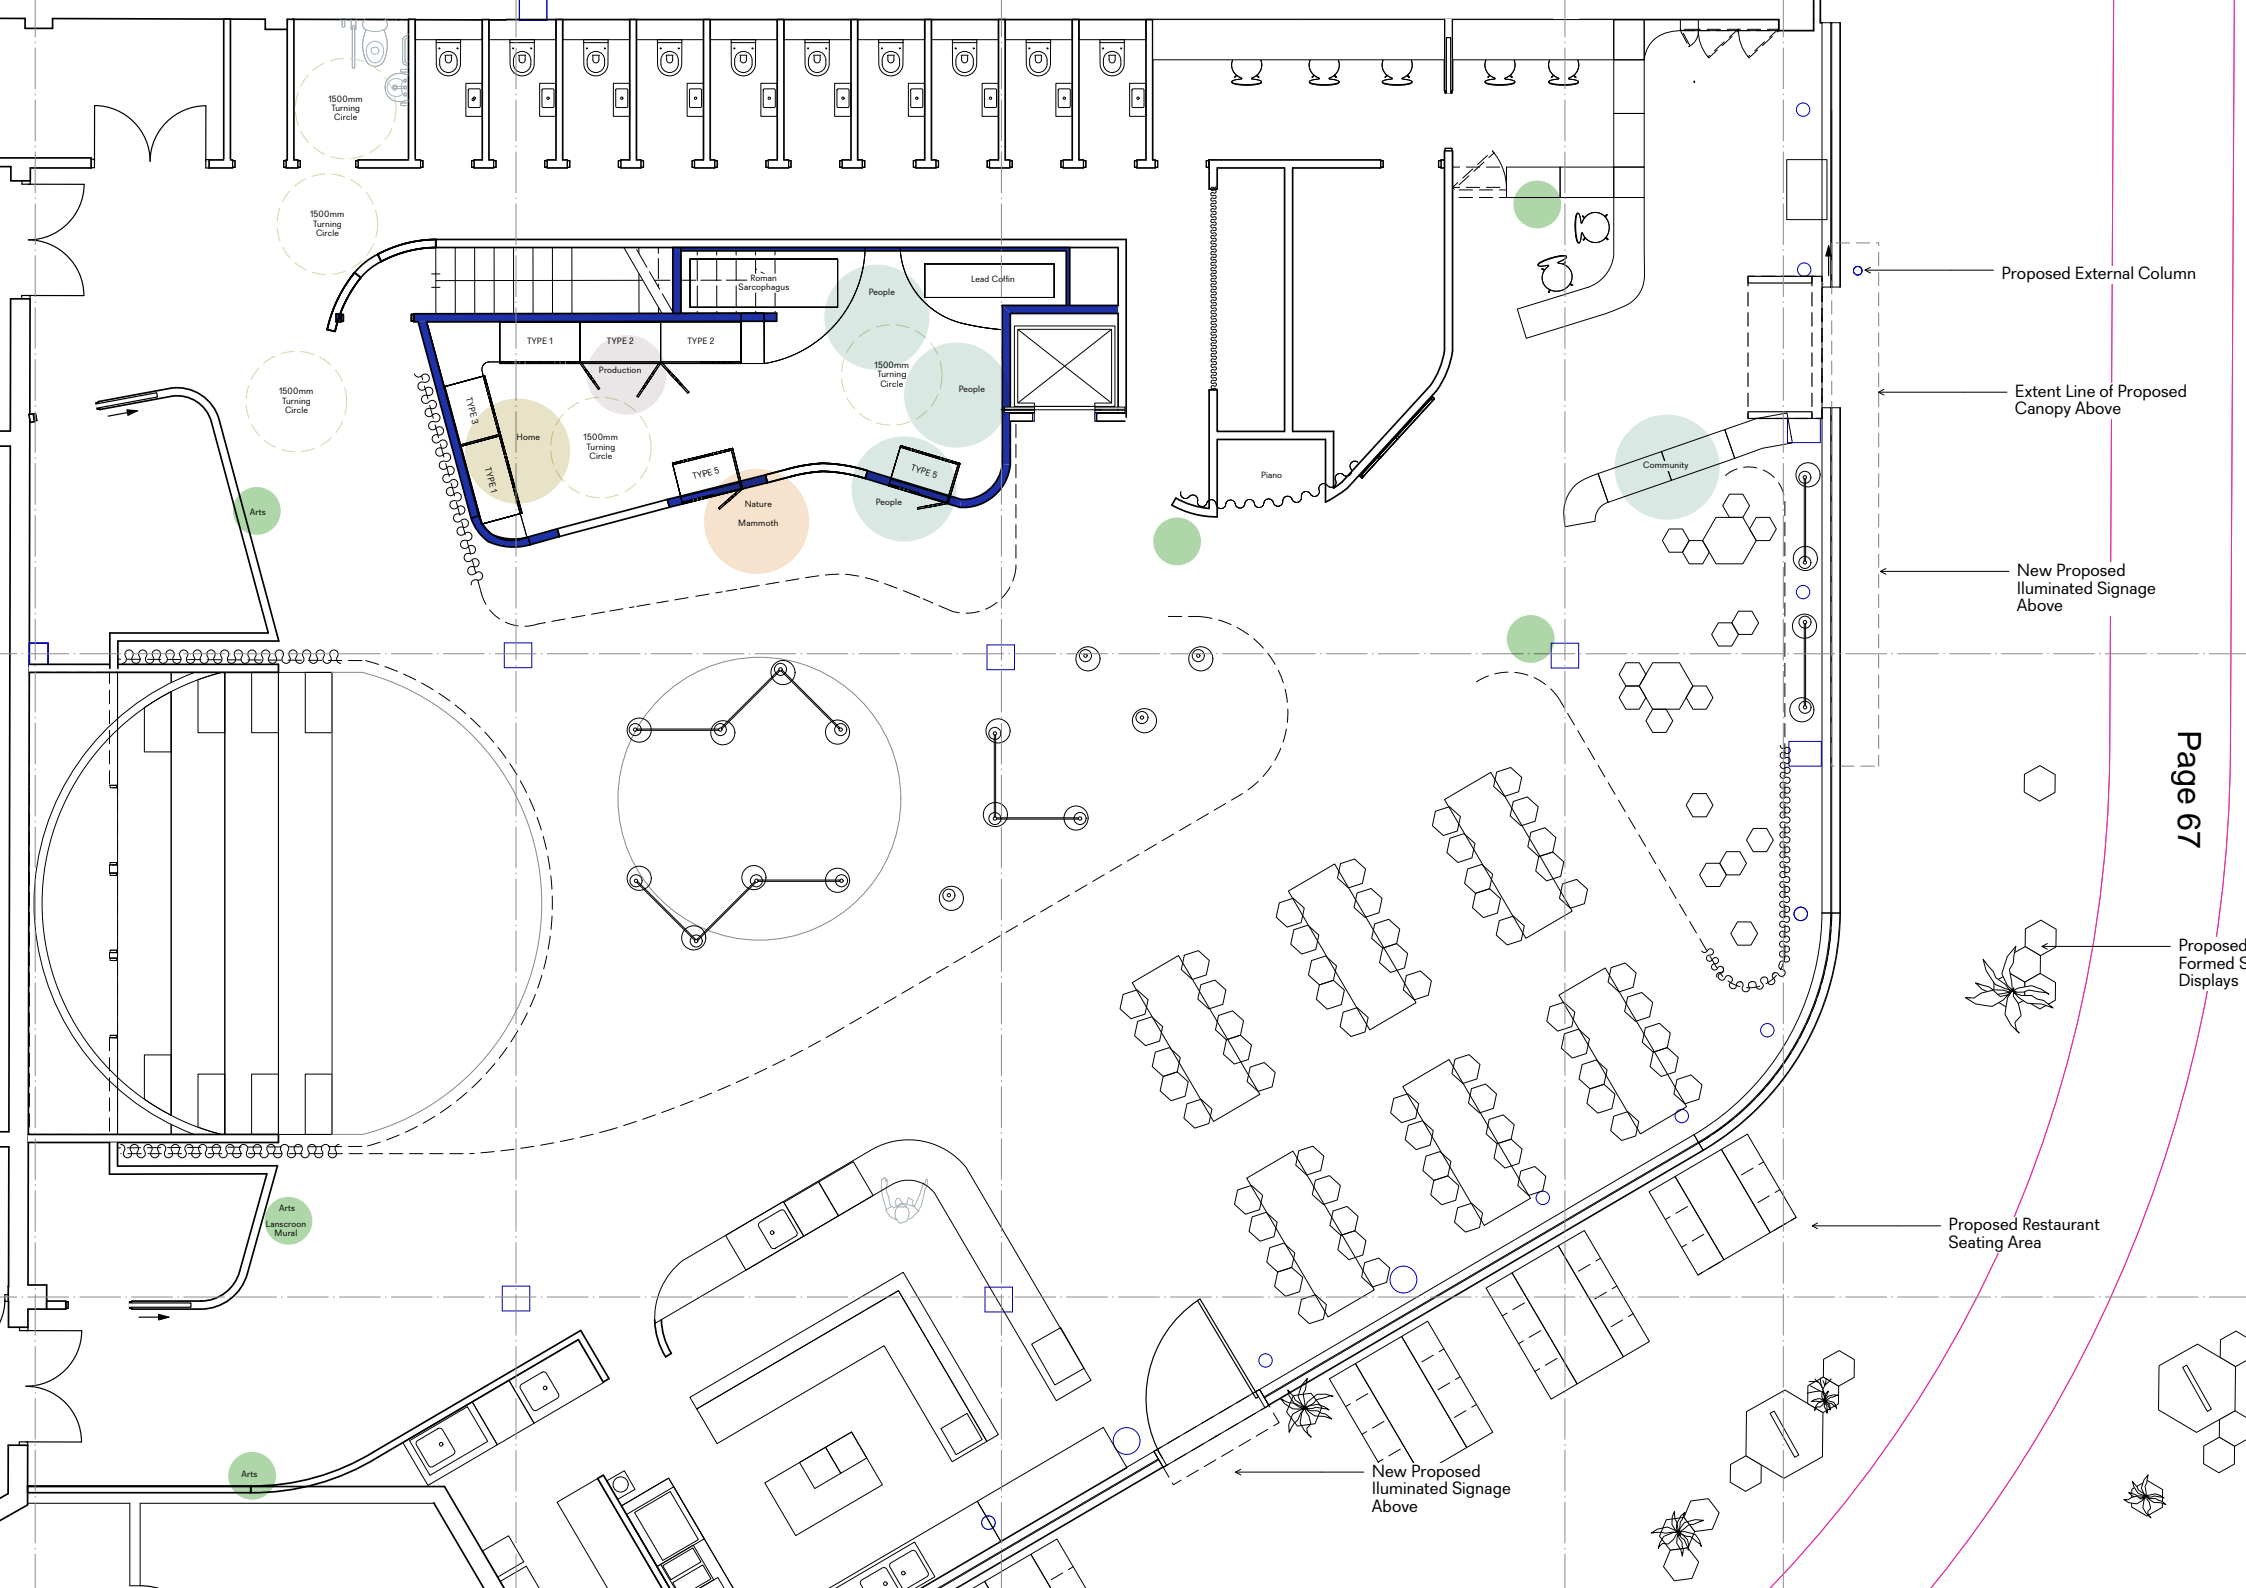 1500mm
Turning
Circle
1500mm
Turning
Circle
1500mm
Turning
Circle
Roman
Sarcophagus
Lead Coffin
People
TYPE 1
TYPE 2
TYPE 2
Production
1500mm
Turning
Circle
People
TYPE 3
Home
1500mm
Turning
Circle
TYPE 1
TYPE 5
TYPE 5
People
Nature
Mammoth
Piano
Community
Arts
Proposed External Column
Extent Line of Proposed
Canopy Above
New Proposed
Iluminated Signage
Above
Page 67
Proposed
Formed S
Displays
Arts
Lanscroon
Mural
Proposed Restaurant
Seating Area
Arts
New Proposed
Iluminated Signage
Above